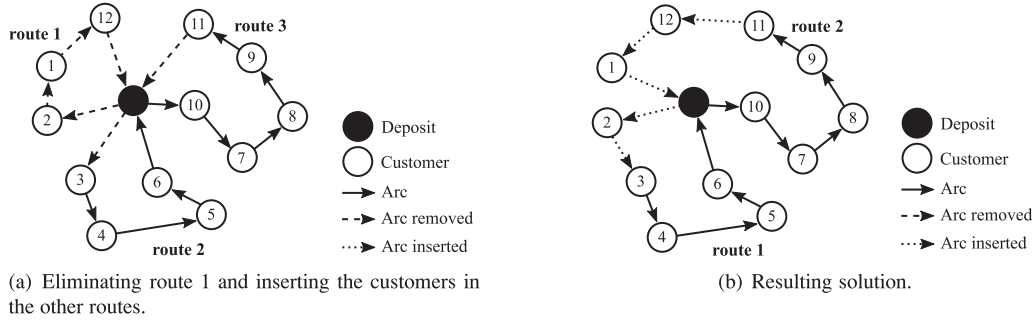 route 1
12
11
route 3
1
9
2
10
8
7
3
6
5
4
route 2
Deposit
Customer
Arc
Arc removed
Arc inserted
(a) Eliminating route 1 and inserting the customers in
the other routes.
12
11
route 2
1
9
2
10
8
7
3
6
5
4
route 1
Deposit
Customer
Arc
Arc removed
Arc inserted
(b) Resulting solution.